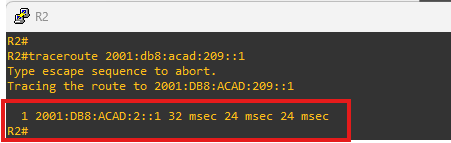 R2
R2#
R2#traceroute 2001:db8:acad:209::1
Type escape sequence to abort.
Tracing the route to 2001:DB8:ACAD:209::1
1 2001:DB8:ACAD:2::1 32 msec 24 msec 24 msec
R2#